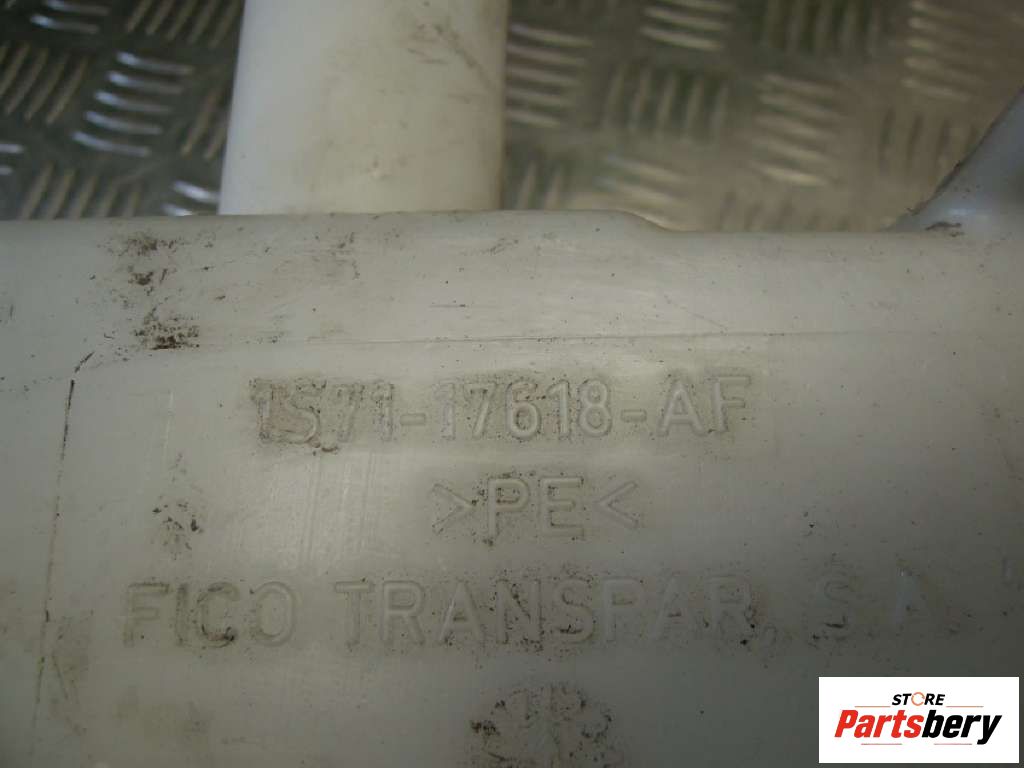 1S71-17618-AF
>PE<
FICO TRANSPAR, S.A.
STORE
Partsbery